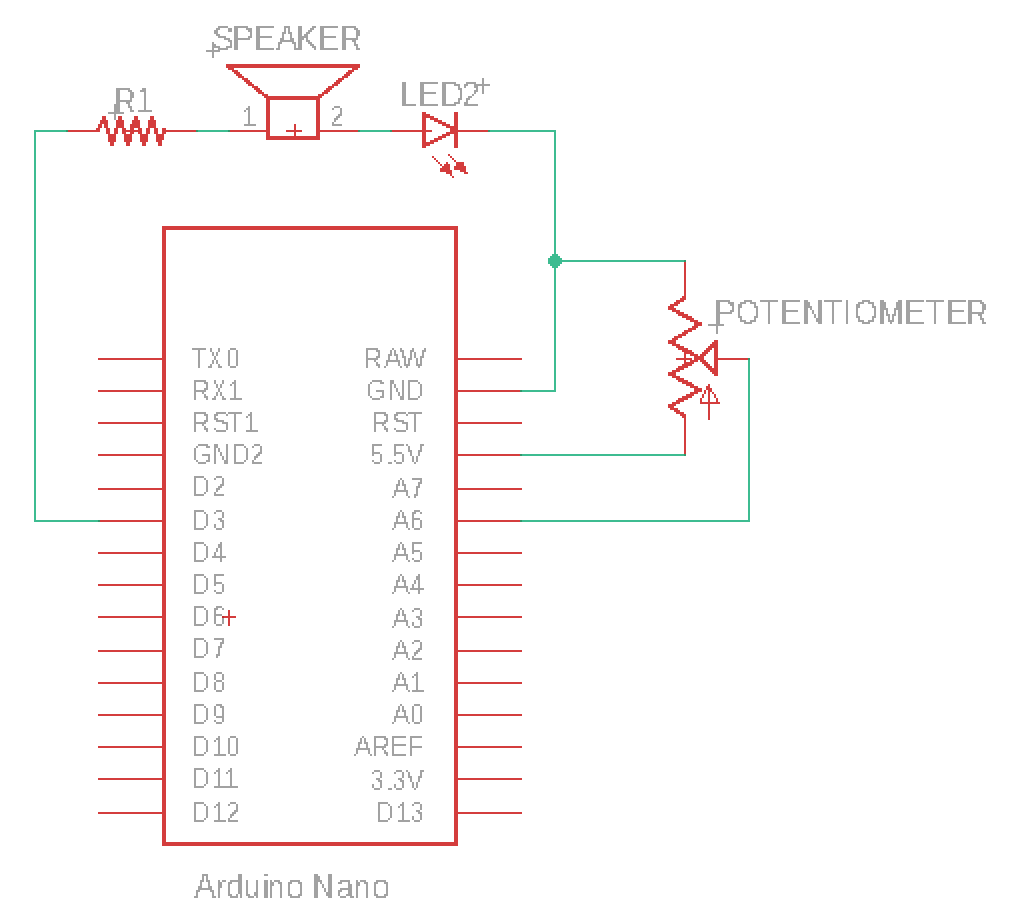 SPEAKER
R1
1
2
LED2
POTENTIOMETER
TX0 RAW
RX1 GND
RST1 RST
GND2 5.5V
D2 A7
D3 A6
D4 A5
D5 A4
D6 A3
D7 A2
D8 A1
D9 A0
D10 AREF
D11 3.3V
D12 D13
Arduino Nano